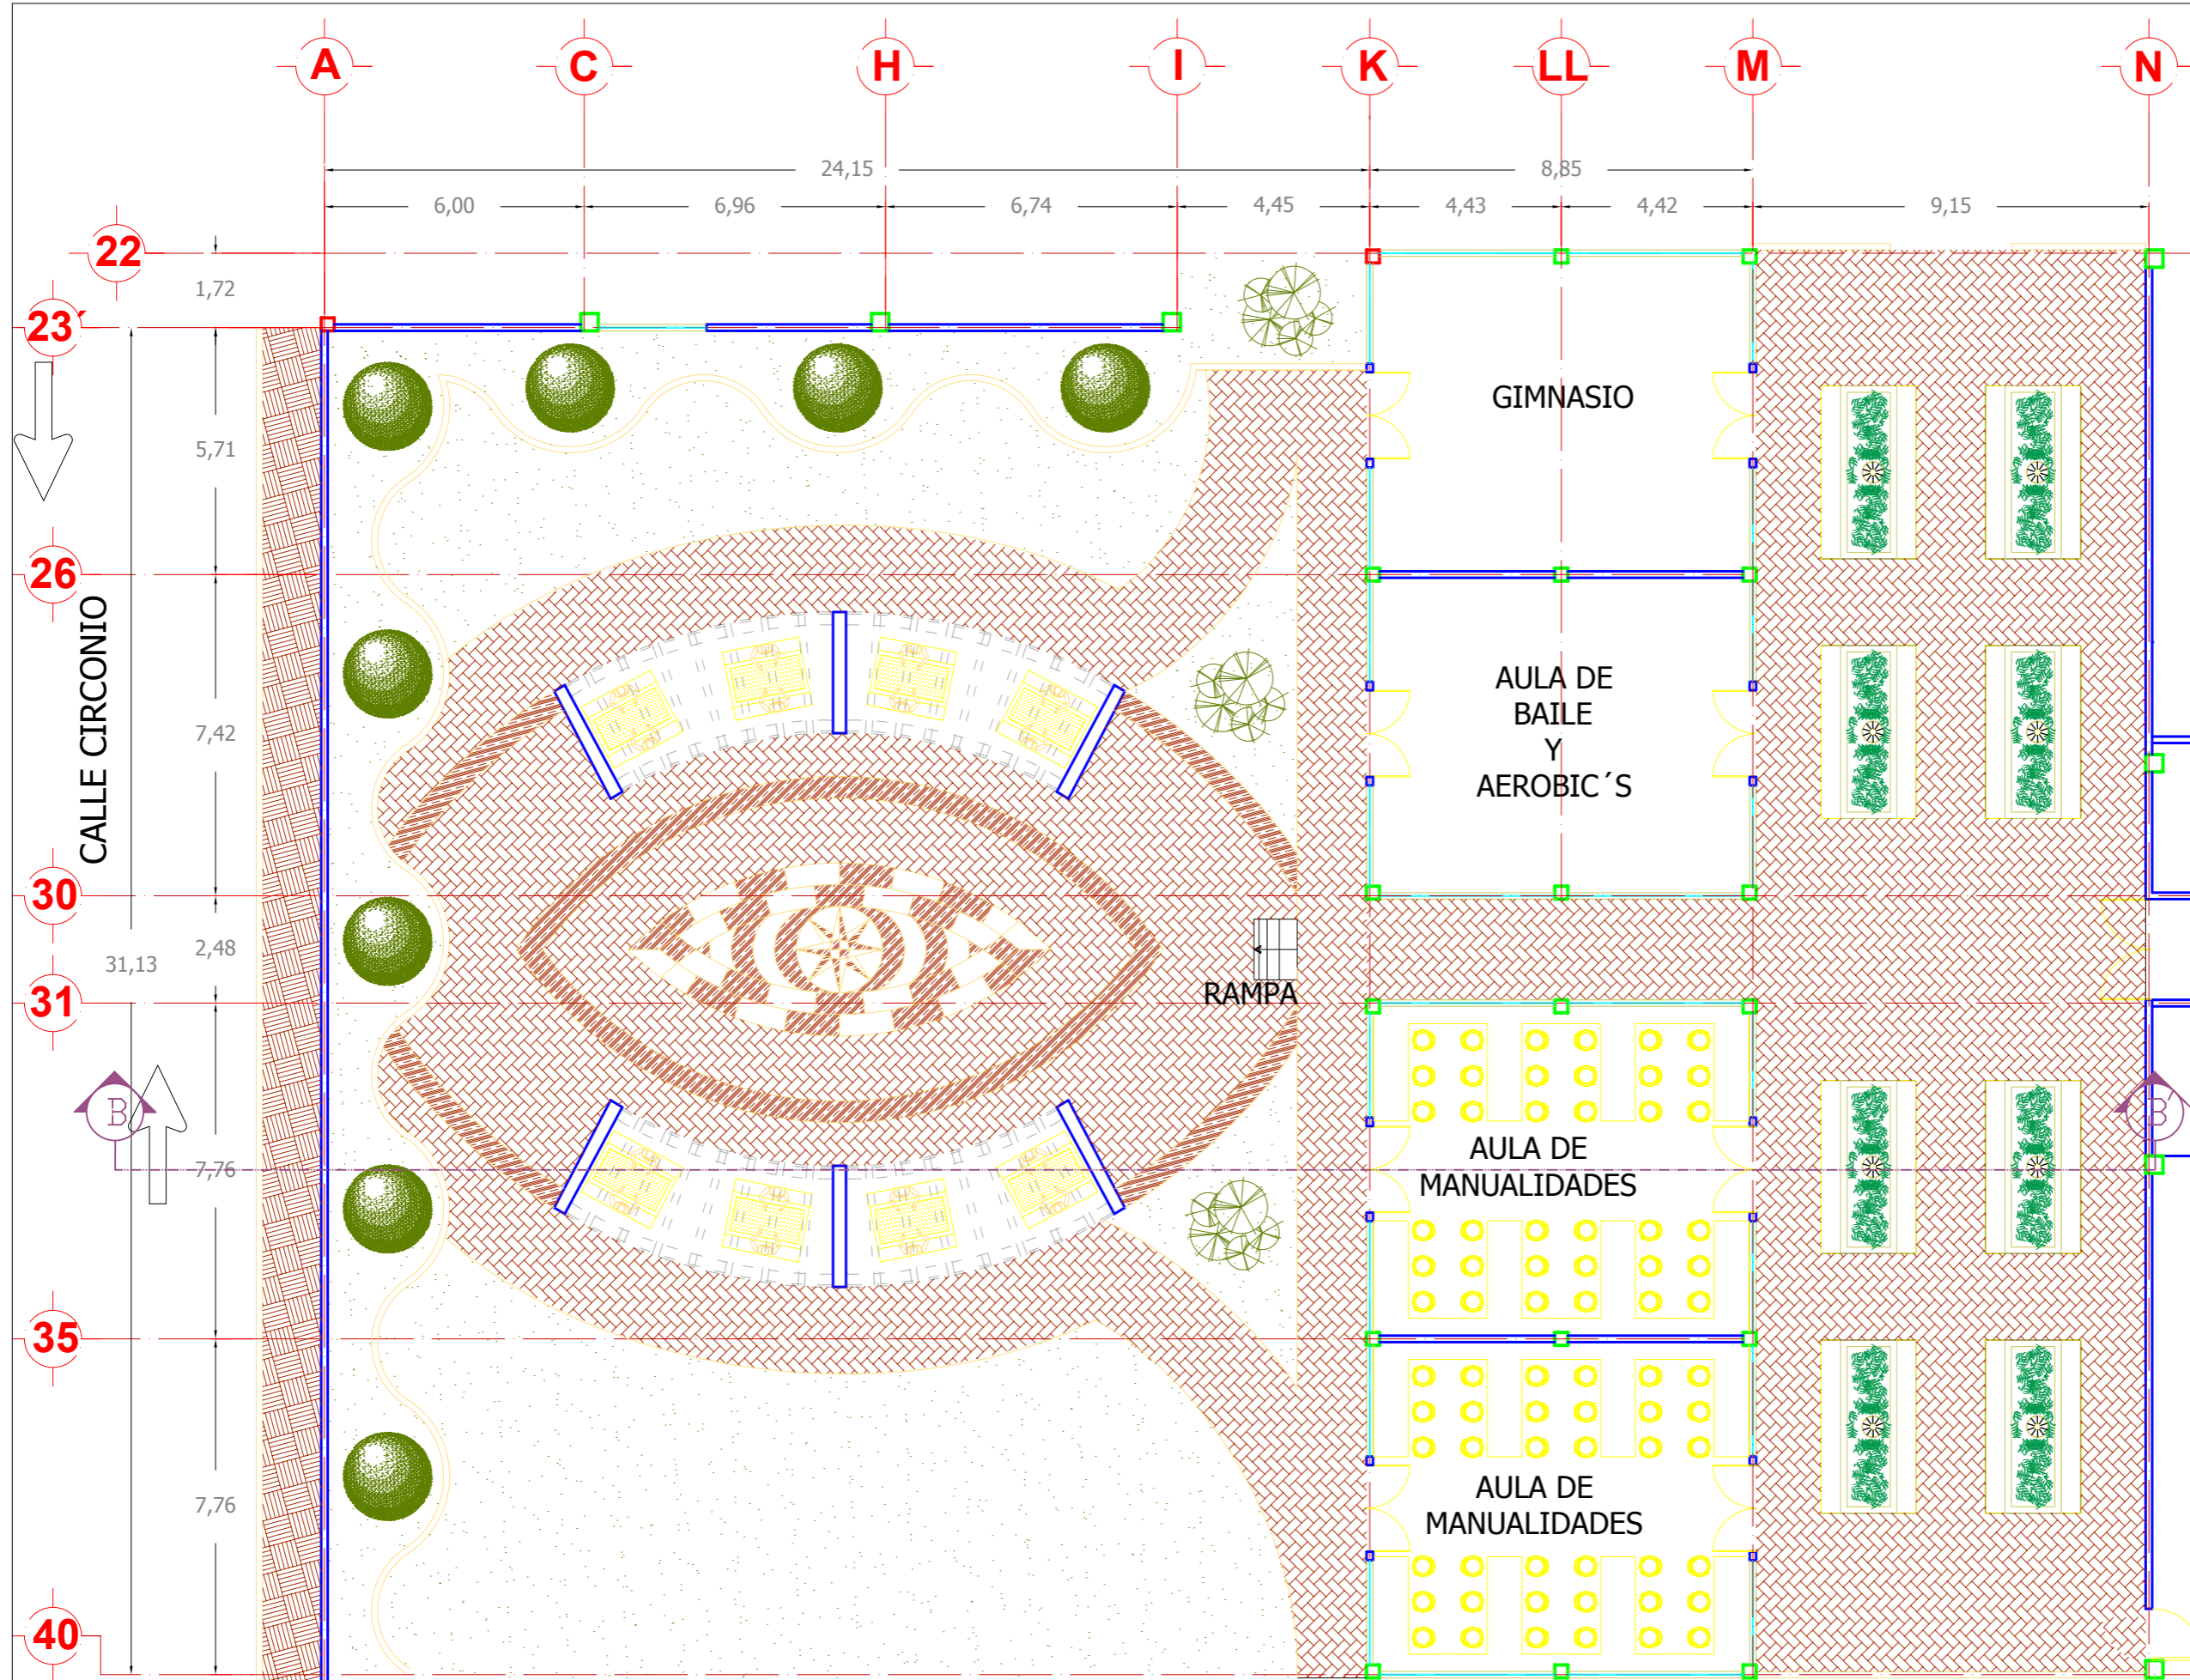 A C H I K LL M N
24,15 8,85
6,00 6,96 6,74 4,45 4,43 4,42 9,15
22
1,72
23´
5,71
GIMNASIO
26
CALLE CIRCONIO
7,42
AULA DE
BAILE
Y
AEROBIC´S
30
2,48
31,13
31
RAMPA
B
B'
7,76
AULA DE
MANUALIDADES
35
7,76
AULA DE
MANUALIDADES
40